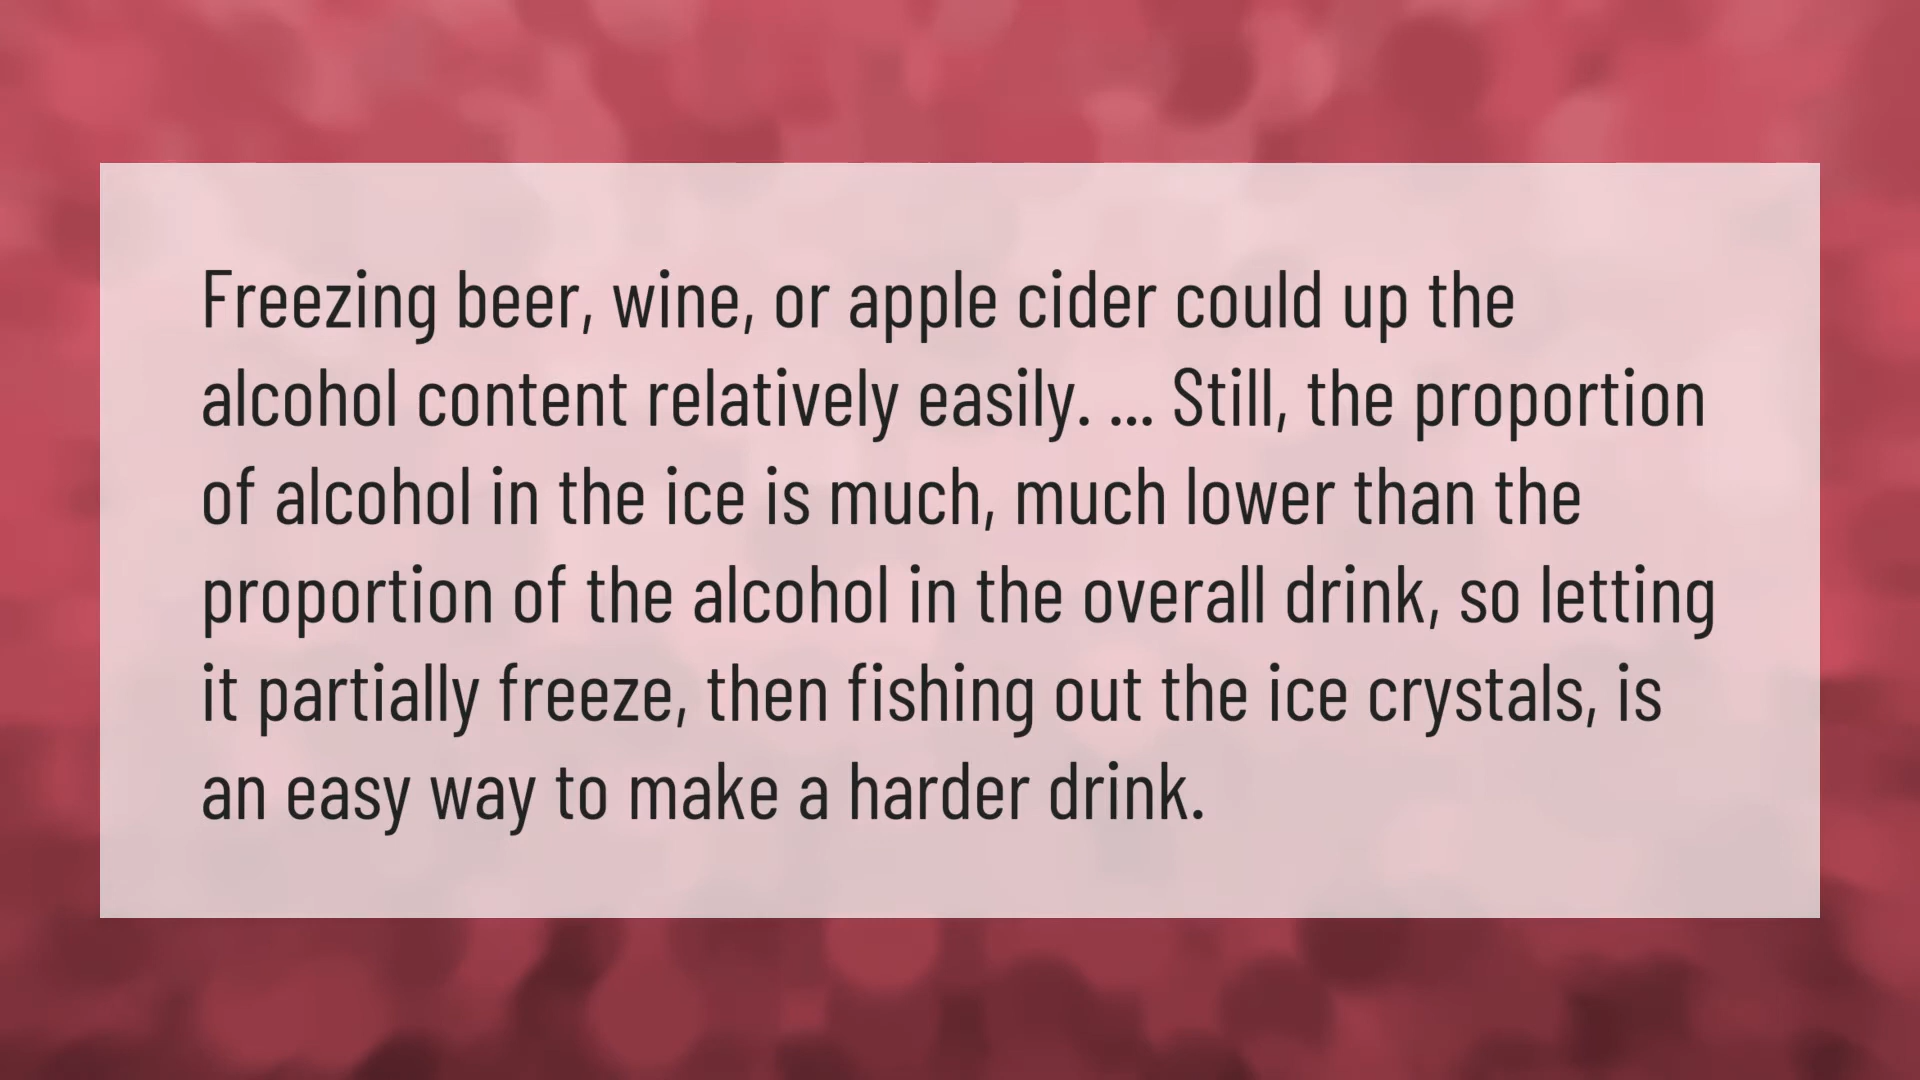 Freezing beer, wine, or apple cider could up the
alcohol content relatively easily. ... Still, the proportion
of alcohol in the ice is much, much lower than the
proportion of the alcohol in the overall drink, so letting
it partially freeze, then fishing out the ice crystals, is
an easy way to make a harder drink.